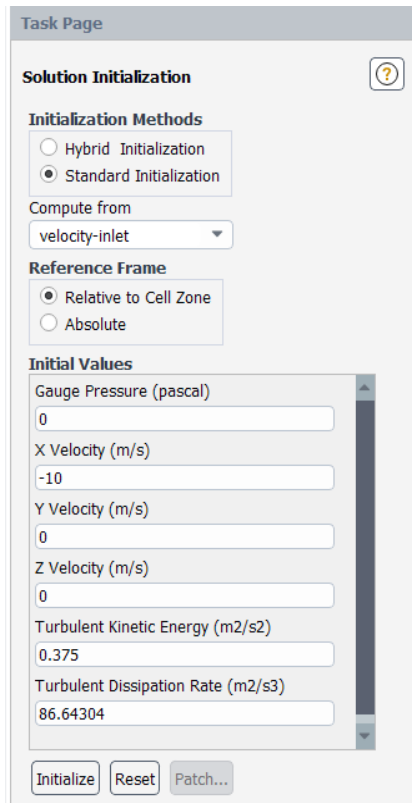 Task Page
Solution Initialization
?
Initialization Methods
Hybrid Initialization
Standard Initialization
Compute from
velocity-inlet
Reference Frame
Relative to Cell Zone
Absolute
Initial Values
Gauge Pressure (pascal)
0
X Velocity (m/s)
-10
Y Velocity (m/s)
0
Z Velocity (m/s)
0
Turbulent Kinetic Energy (m2/s2)
0.375
Turbulent Dissipation Rate (m2/s3)
86.64304
Initialize Reset Patch...